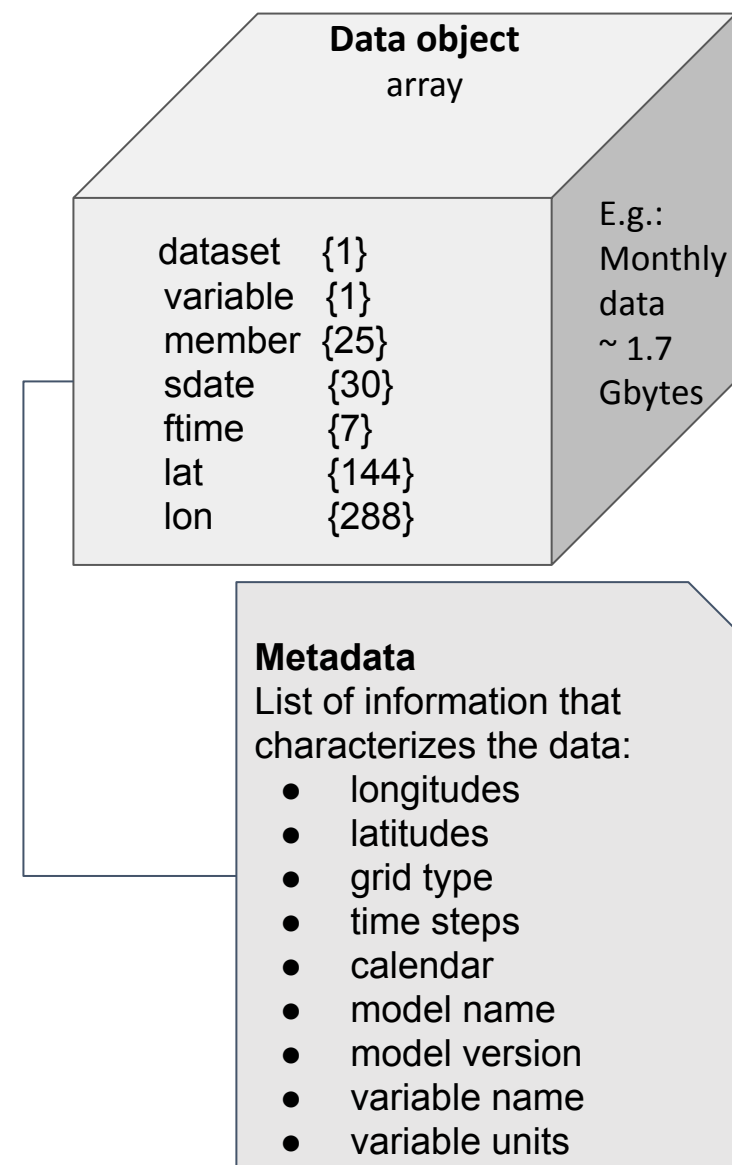 Data object
array
dataset {1}
variable {1}
member {25}
sdate {30}
ftime {7}
lat {144}
lon {288}
E.g.:
Monthly
data
~ 1.7
Gbytes
Metadata
List of information that
characterizes the data:
● longitudes
● latitudes
● grid type
● time steps
● calendar
● model name
● model version
● variable name
● variable units